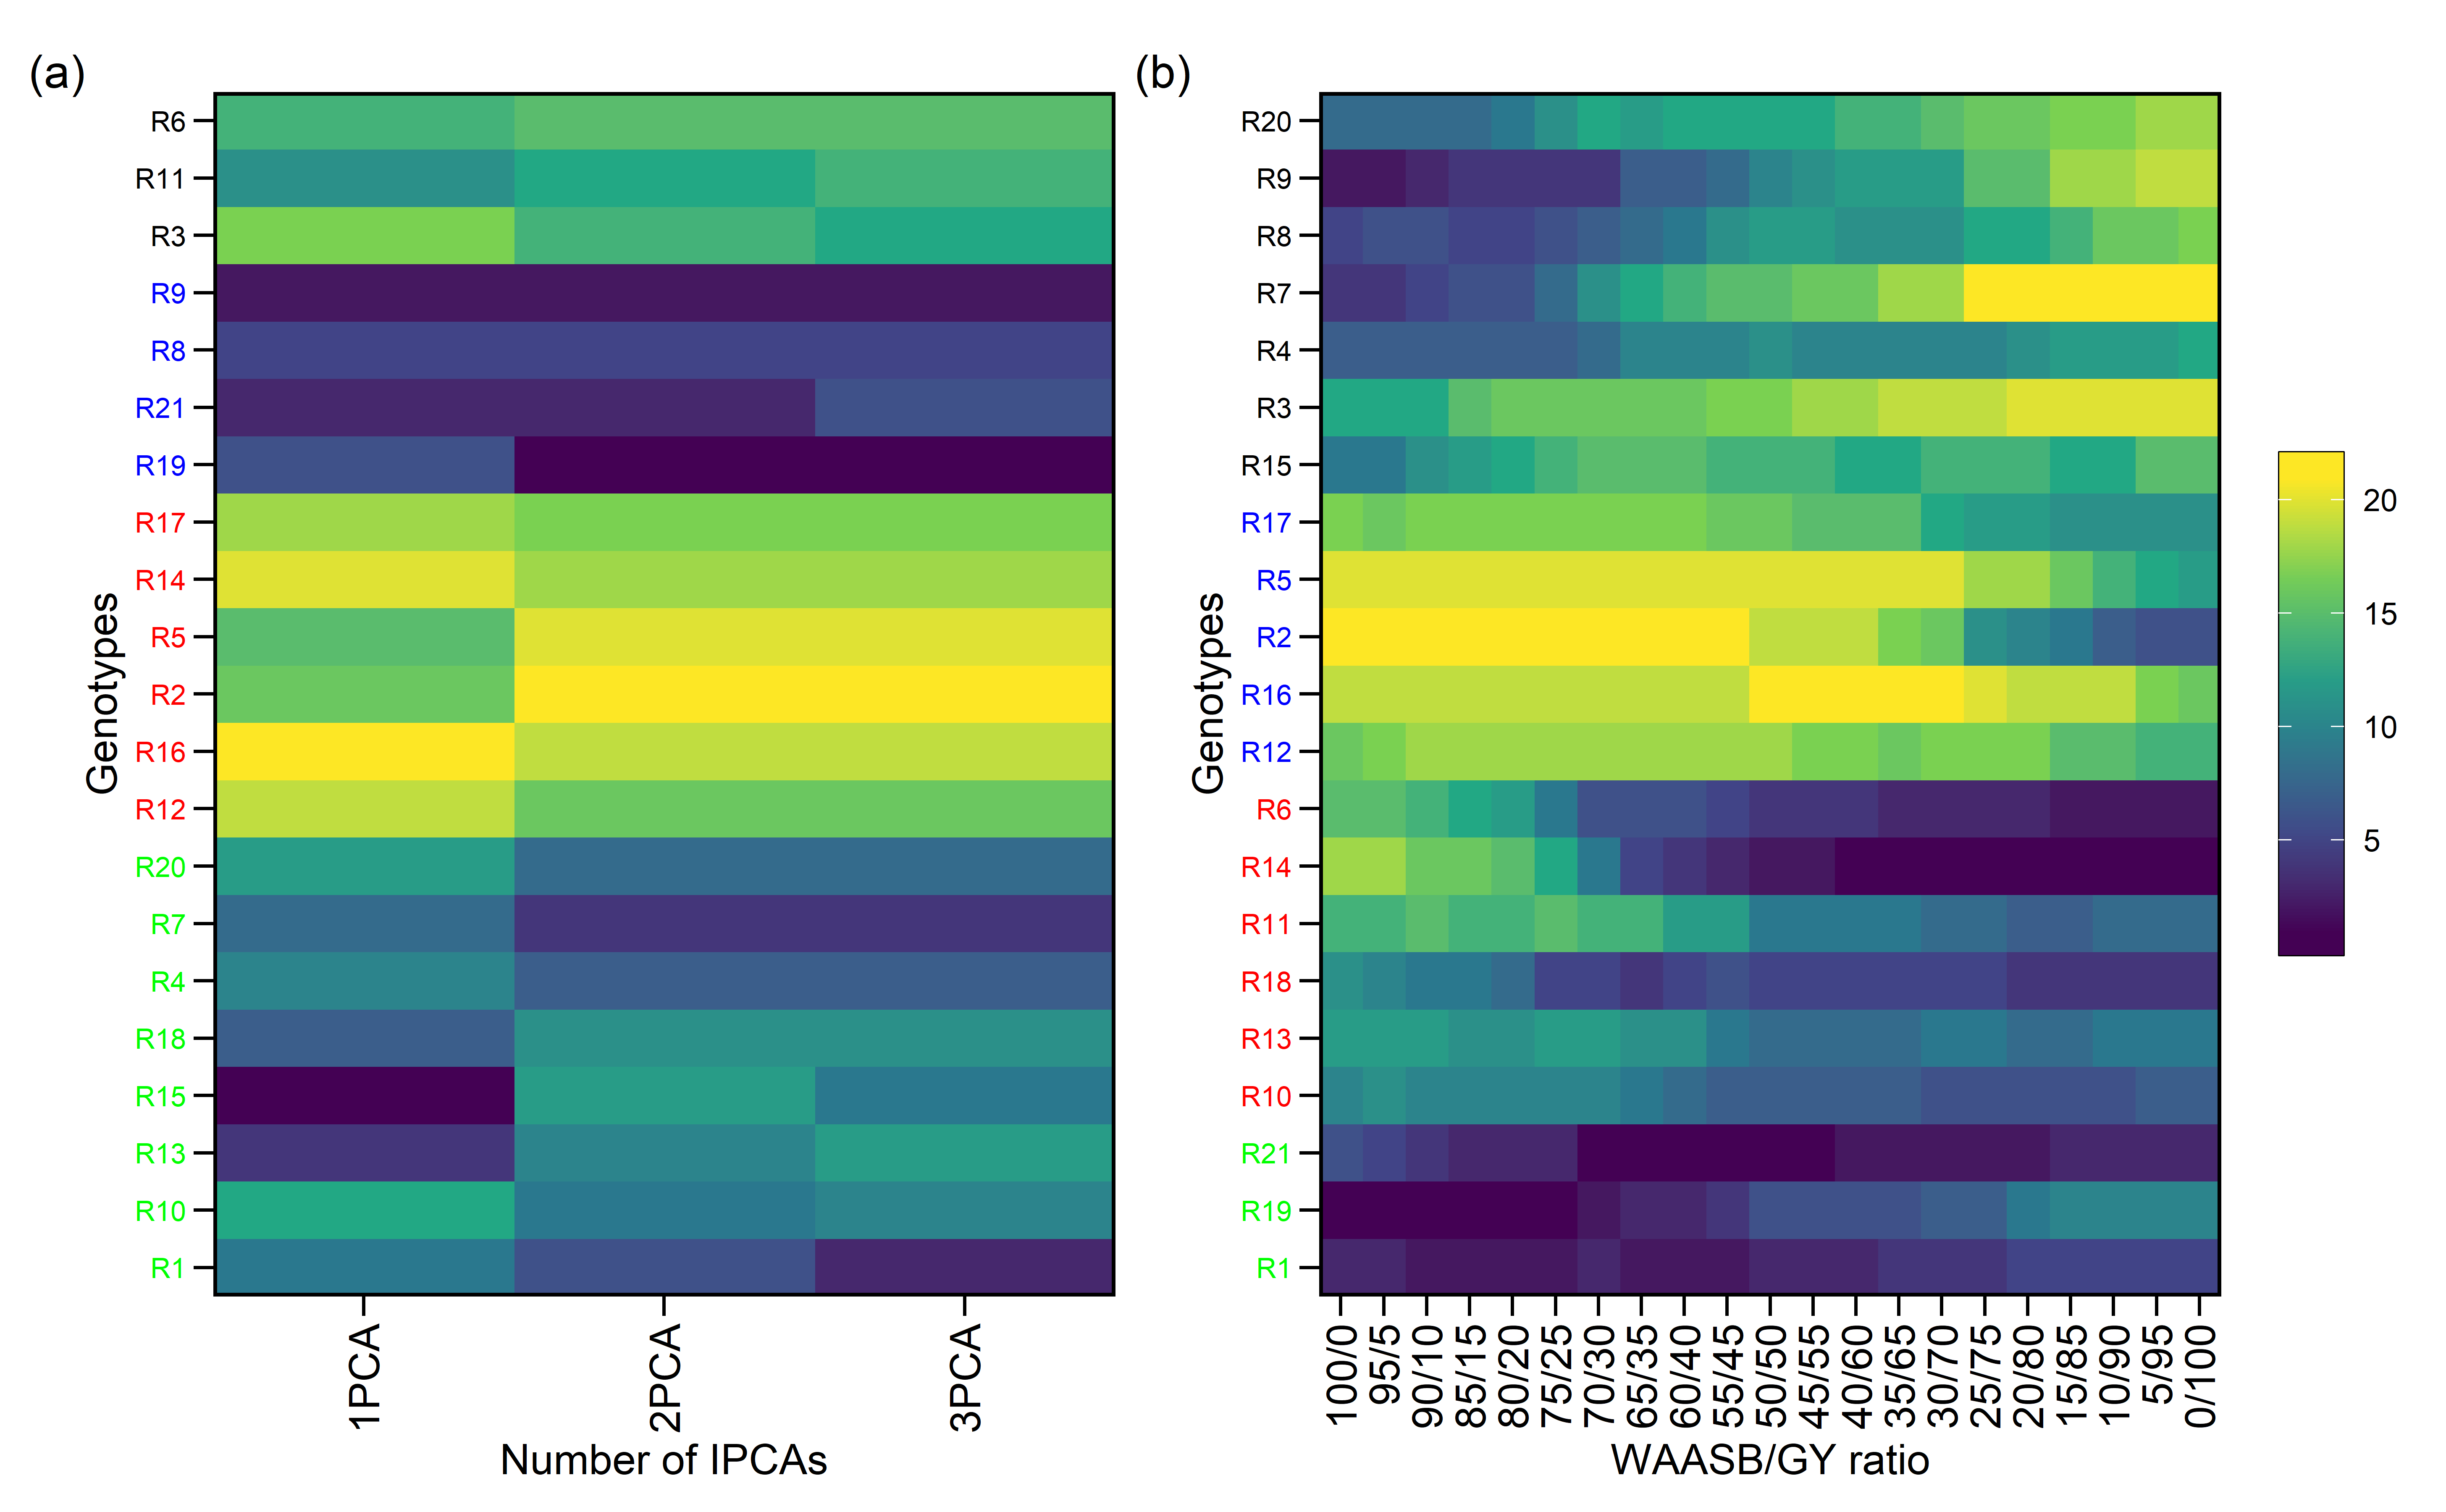 (a)
R6
R11
R3
R9
R8
R21
R19
R17
R14
R5
R2
R16
R12
R20
R7
R4
R18
R15
R13
R10
R1
Genotypes
1PCA
2PCA
3PCA
Number of IPCAs
(b)
R20
R9
R8
R7
R4
R3
R15
R17
R5
R2
R16
R12
R6
R14
R11
R18
R13
R10
R21
R19
R1
Genotypes
100/0
95/5
90/10
85/15
80/20
75/25
70/30
65/35
60/40
55/45
50/50
45/55
40/60
35/65
30/70
25/75
20/80
15/85
10/90
5/95
0/100
WAASB/GY ratio
20
15
10
5